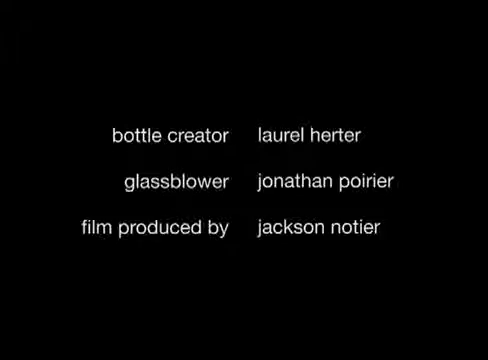 bottle creator laurel herter
glassblower jonathan poirier
film produced by jackson notier